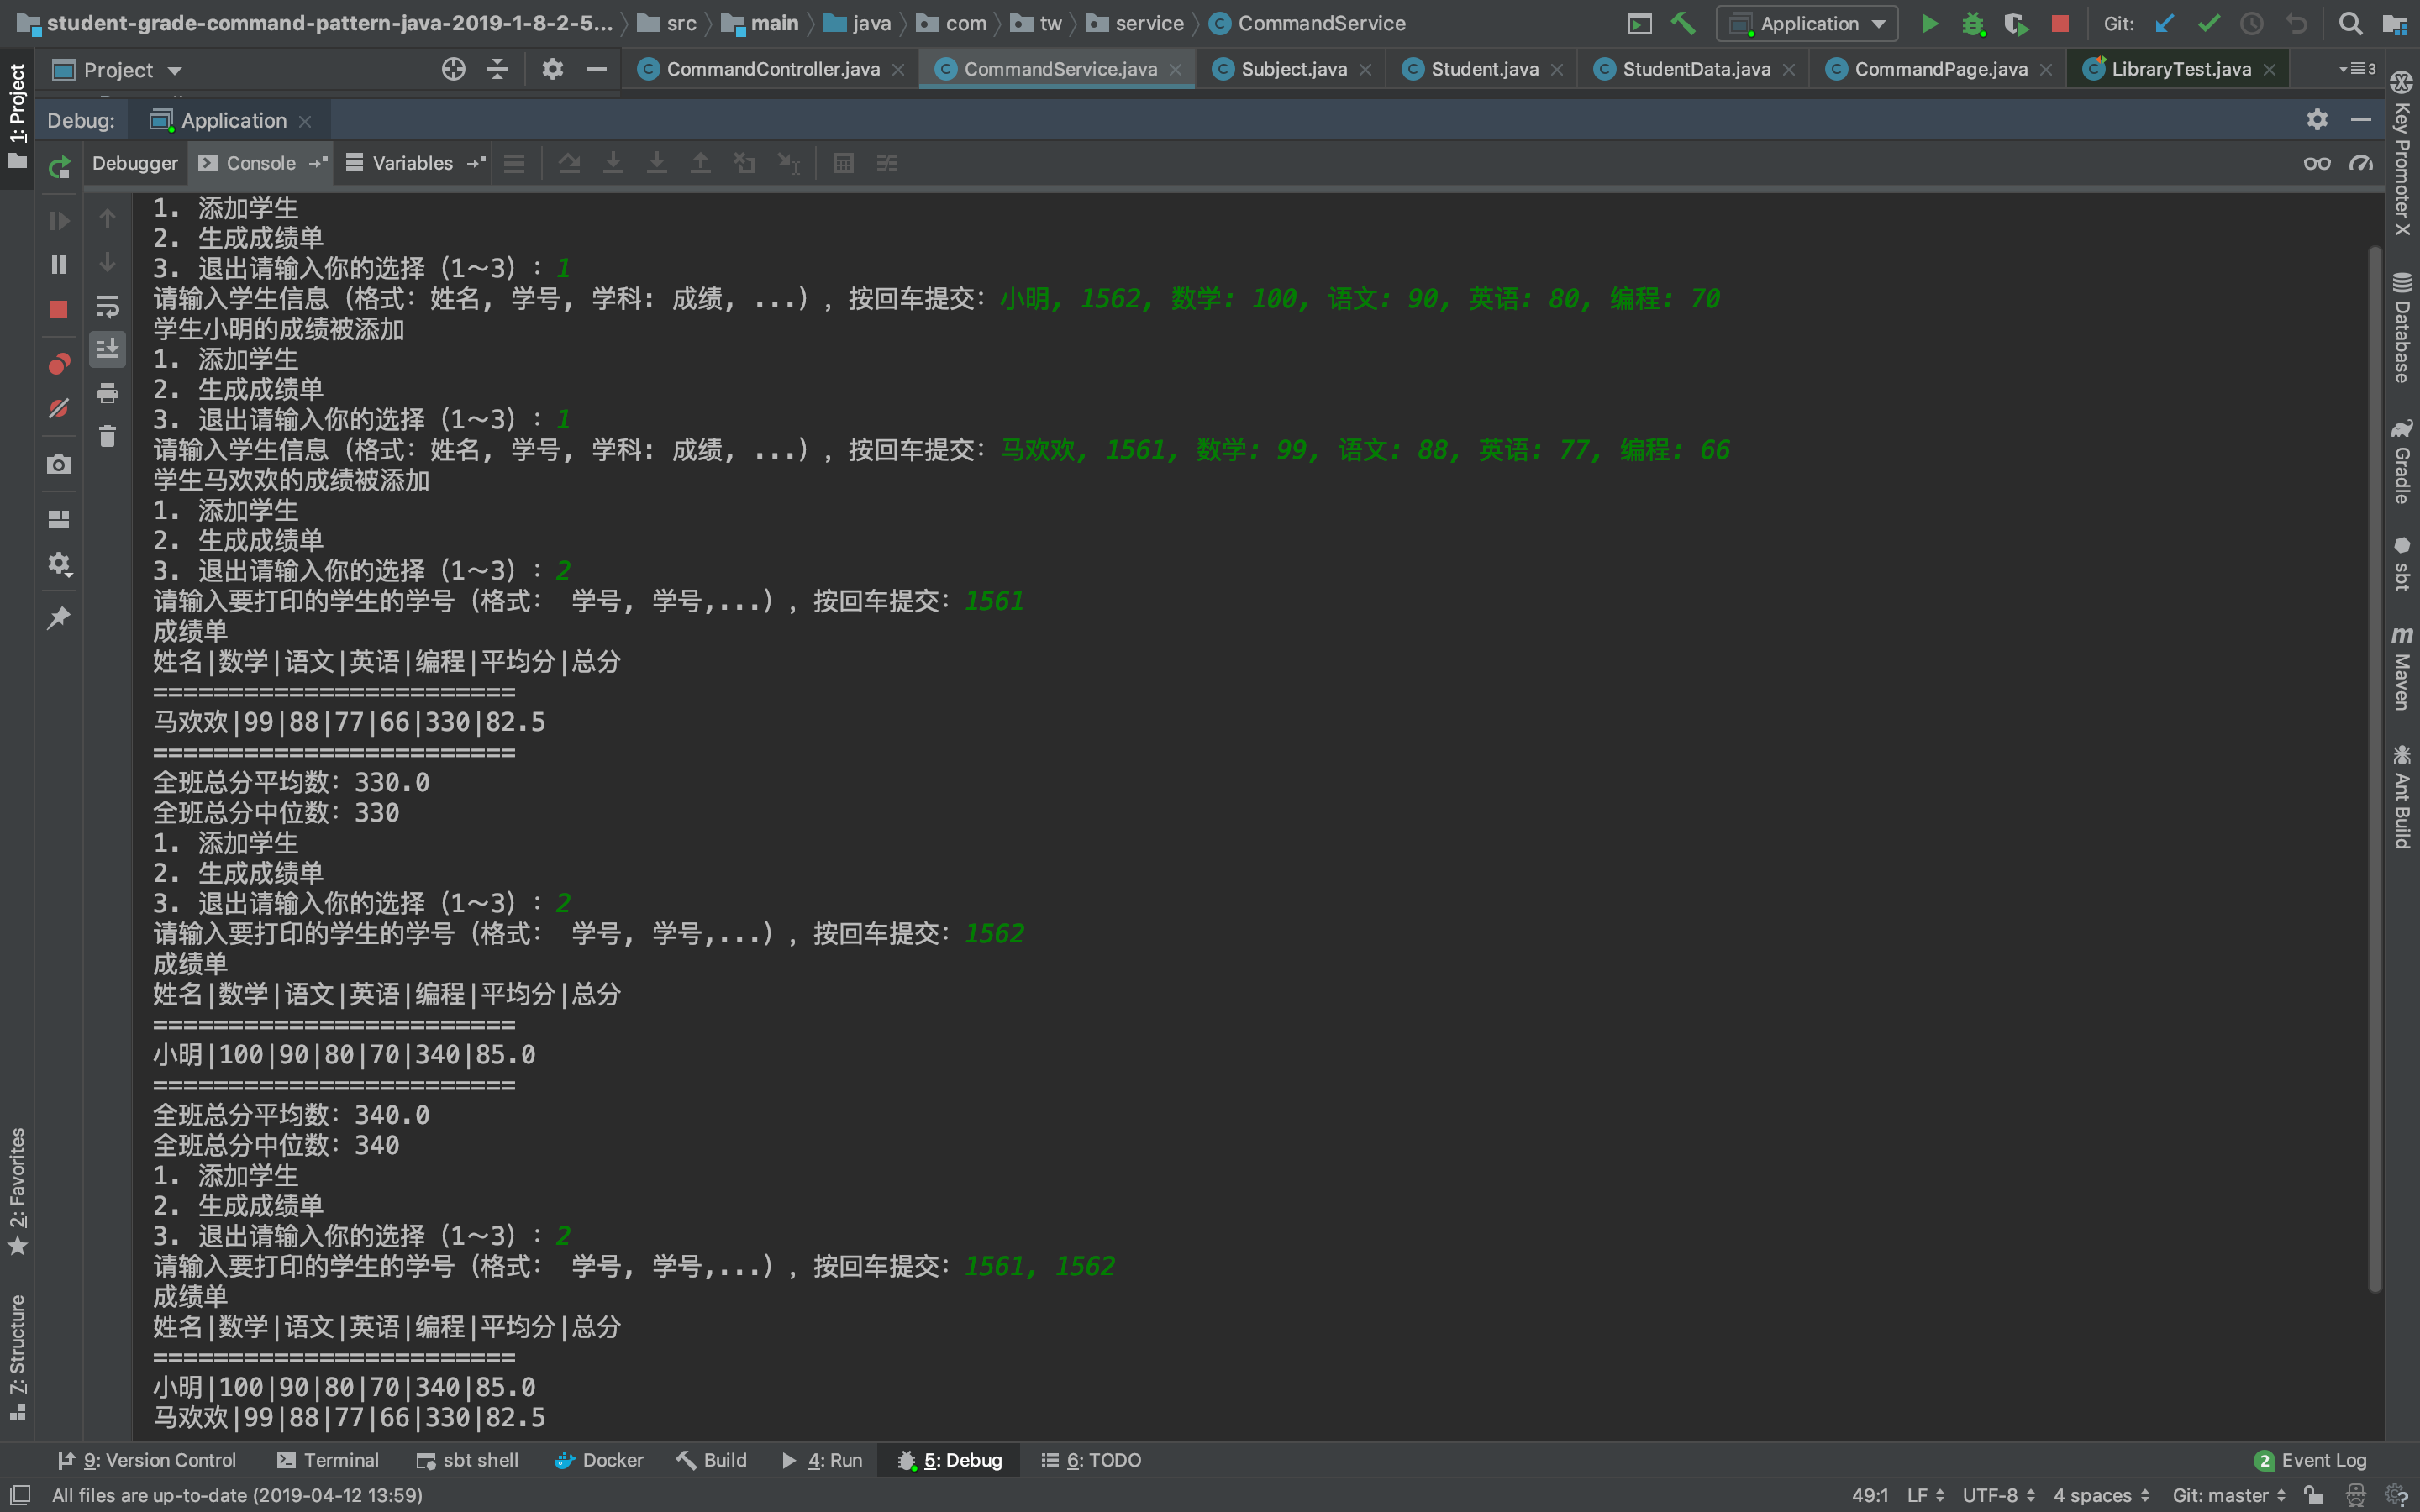 student-grade-command-pattern-java-2019-1-8-2-5... src main java com tw service CommandService Application Git:
1: Project Project CommandController.java CommandService.java Subject.java Student.java StudentData.java CommandPage.java LibraryTest.java 3
Debug: Application
Debugger Console Variables
1. 添加学生
2. 生成成绩单
3. 退出请输入你的选择（1～3）：1
请输入学生信息（格式：姓名, 学号, 学科: 成绩, ...），按回车提交：小明, 1562, 数学: 100, 语文: 90, 英语: 80, 编程: 70
学生小明的成绩被添加
1. 添加学生
2. 生成成绩单
3. 退出请输入你的选择（1～3）：1
请输入学生信息（格式：姓名, 学号, 学科: 成绩, ...），按回车提交：马欢欢, 1561, 数学: 99, 语文: 88, 英语: 77, 编程: 66
学生马欢欢的成绩被添加
1. 添加学生
2. 生成成绩单
3. 退出请输入你的选择（1～3）：2
请输入要打印的学生的学号（格式： 学号, 学号,...），按回车提交：1561
成绩单
姓名|数学|语文|英语|编程|平均分|总分
========================
马欢欢|99|88|77|66|330|82.5
========================
全班总分平均数：330.0
全班总分中位数：330
1. 添加学生
2. 生成成绩单
3. 退出请输入你的选择（1～3）：2
请输入要打印的学生的学号（格式： 学号, 学号,...），按回车提交：1562
成绩单
姓名|数学|语文|英语|编程|平均分|总分
========================
小明|100|90|80|70|340|85.0
========================
全班总分平均数：340.0
全班总分中位数：340
1. 添加学生
2. 生成成绩单
3. 退出请输入你的选择（1～3）：2
请输入要打印的学生的学号（格式： 学号, 学号,...），按回车提交：1561, 1562
成绩单
姓名|数学|语文|英语|编程|平均分|总分
========================
小明|100|90|80|70|340|85.0
马欢欢|99|88|77|66|330|82.5
2: Favorites
Z: Structure
Key Promoter X
Database
Gradle
sbt
Maven
Ant Build
9: Version Control Terminal sbt shell Docker Build 4: Run 5: Debug 6: TODO 2 Event Log
All files are up-to-date (2019-04-12 13:59) 49:1 LF UTF-8 4 spaces Git: master